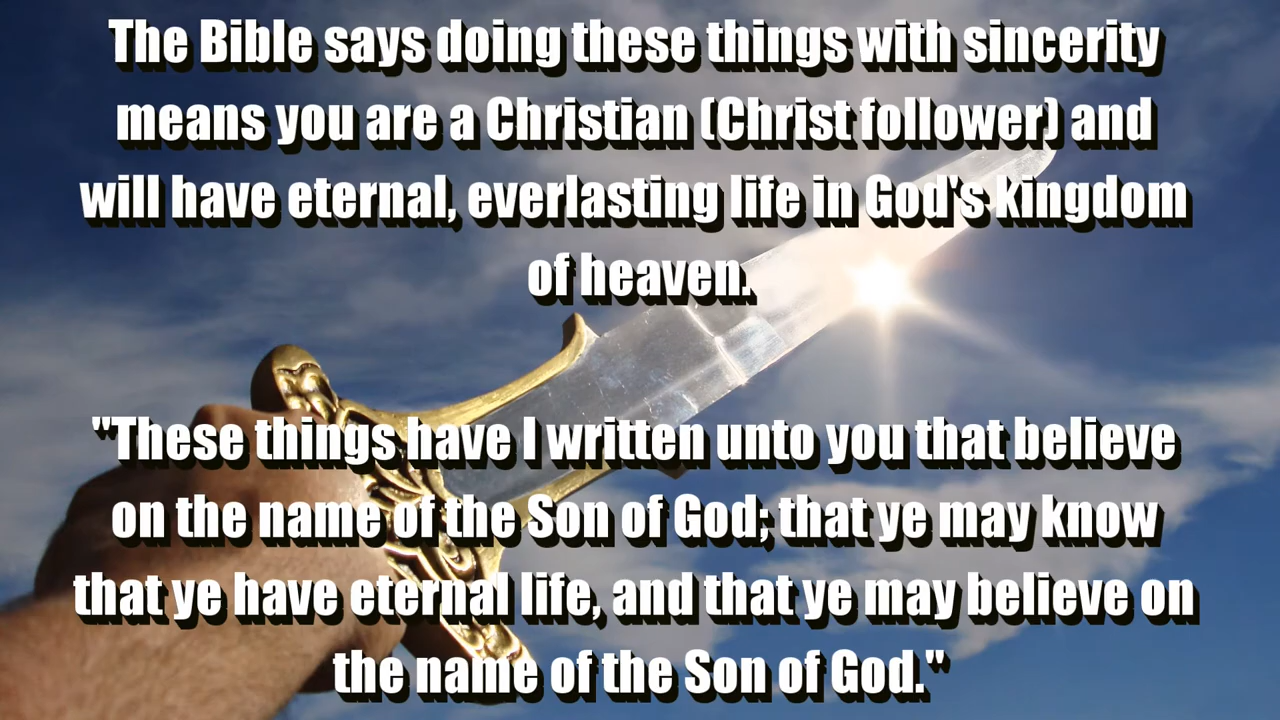 The Bible says doing these things with sincerity
means you are a Christian (Christ follower) and
will have eternal, everlasting life in God's kingdom
of heaven.
"These things have I written unto you that believe
on the name of the Son of God; that ye may know
that ye have eternal life, and that ye may believe on
the name of the Son of God."